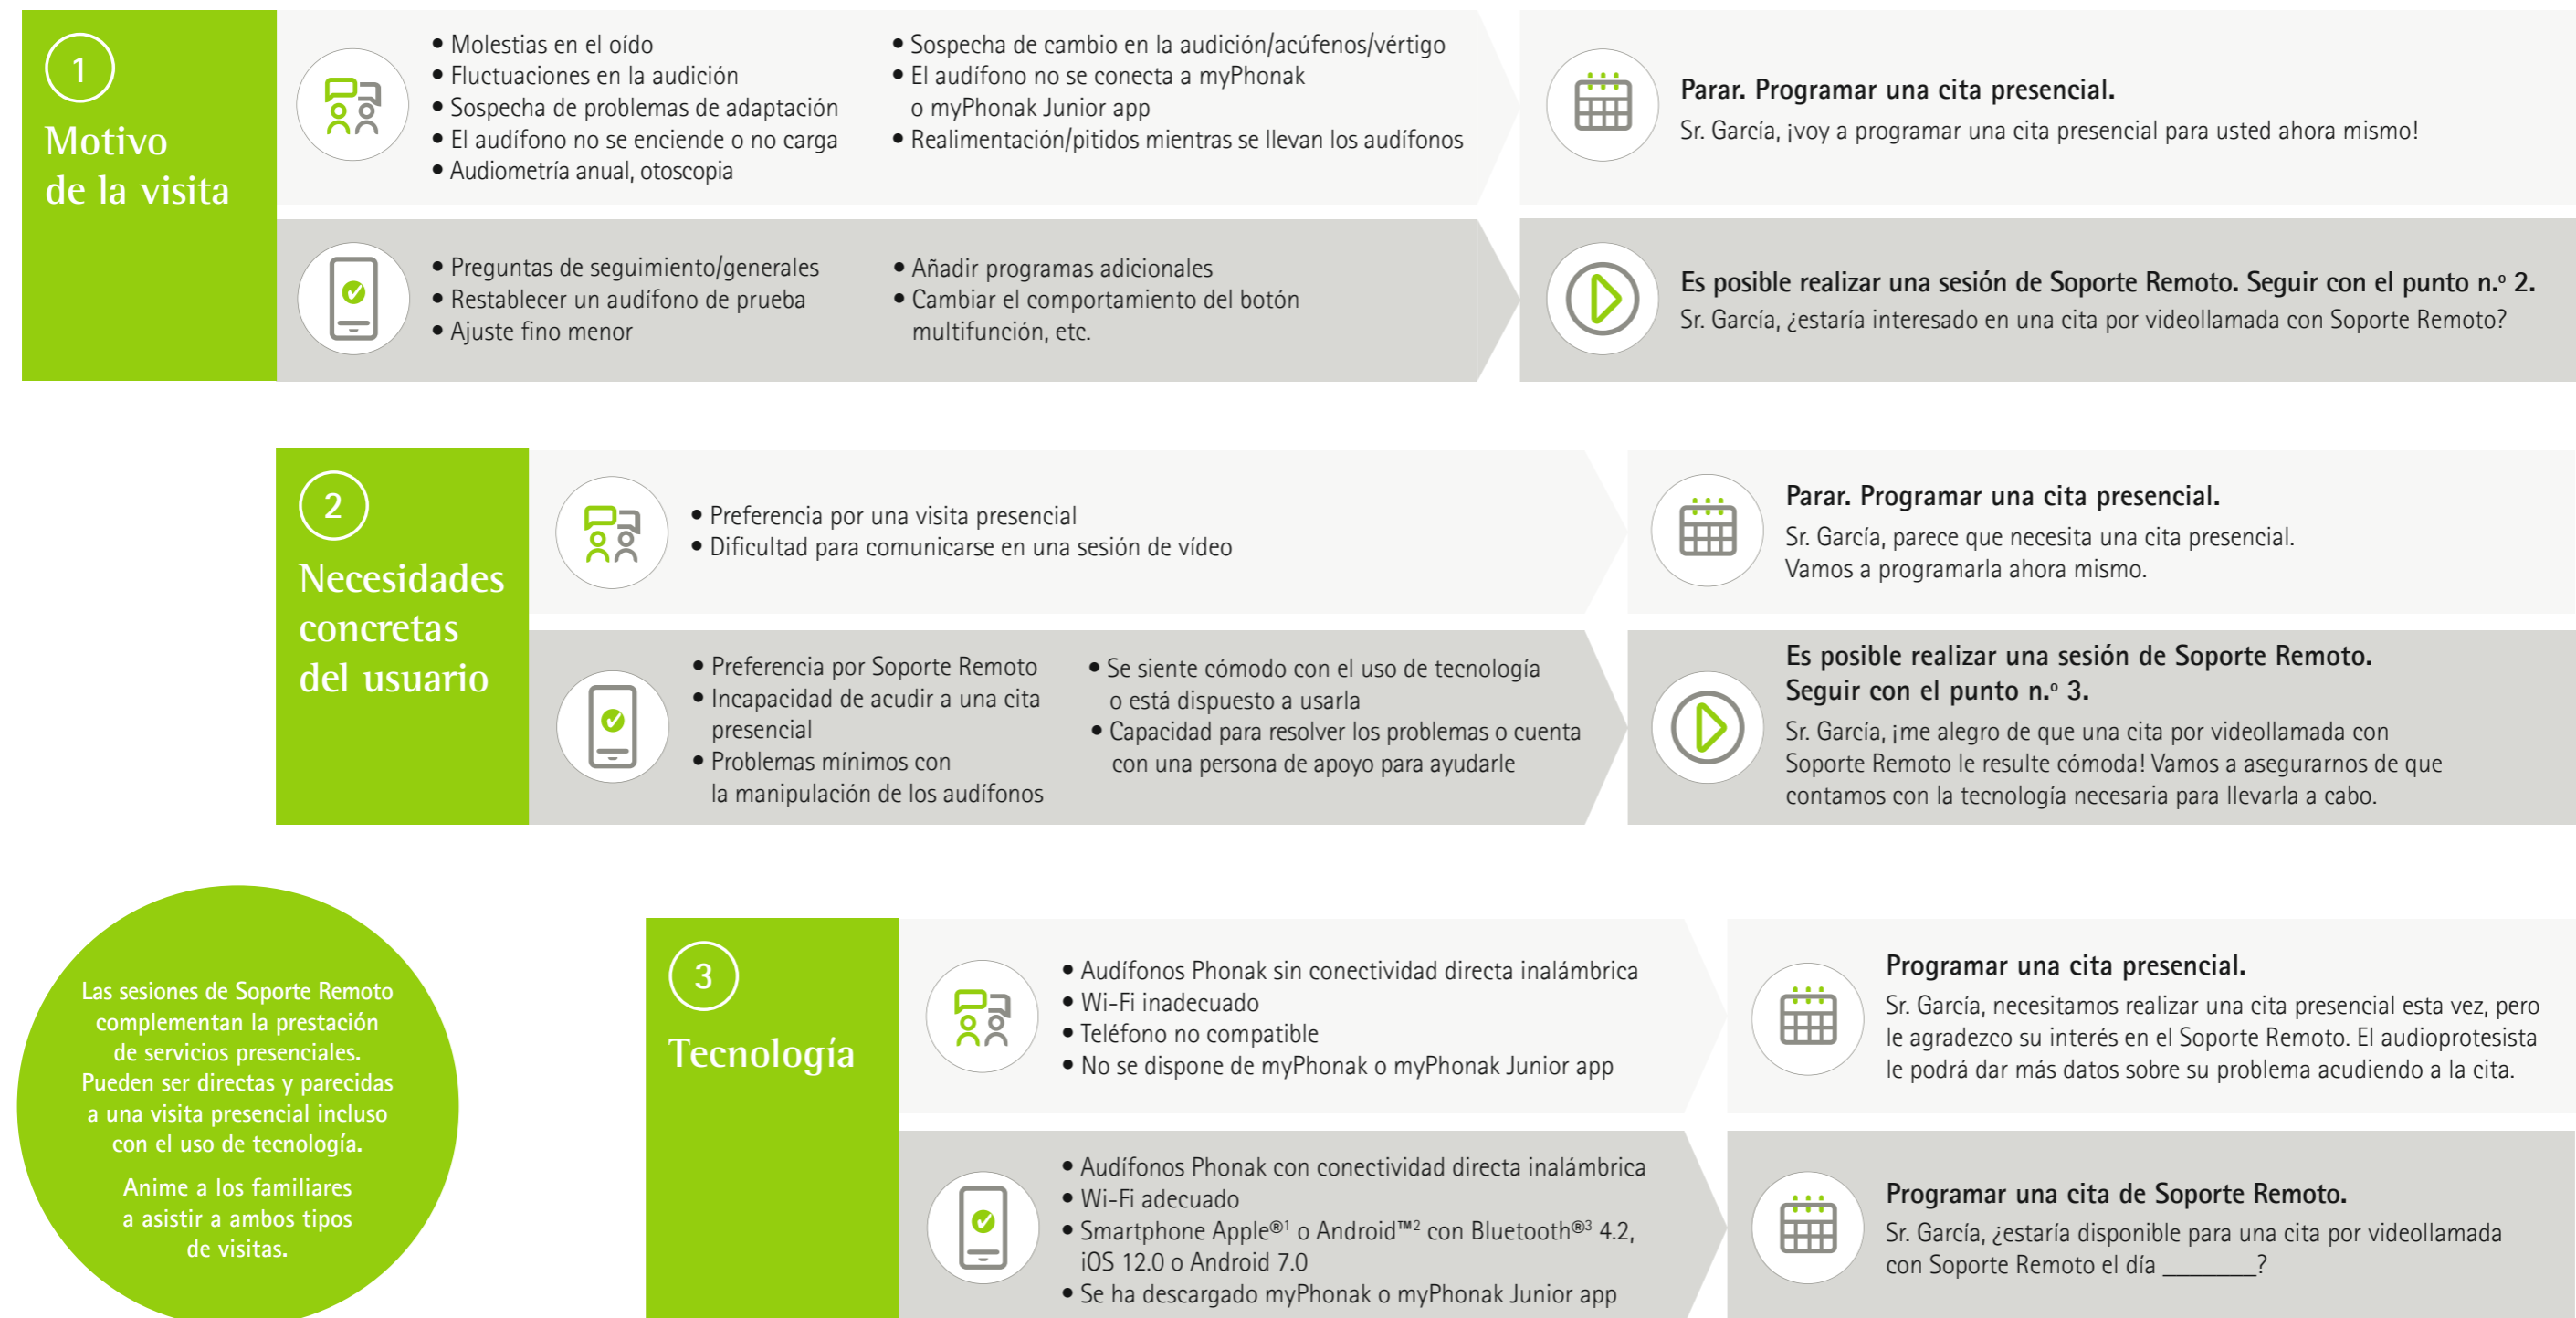 1
Motivo
de la visita
• Molestias en el oído
• Fluctuaciones en la audición
• Sospecha de problemas de adaptación
• El audífono no se enciende o no carga
• Audiometría anual, otoscopia
• Sospecha de cambio en la audición/acúfenos/vértigo
• El audífono no se conecta a myPhonak
o myPhonak Junior app
• Realimentación/pitidos mientras se llevan los audífonos
Parar. Programar una cita presencial.
Sr. García, ¡voy a programar una cita presencial para usted ahora mismo!
• Preguntas de seguimiento/generales
• Restablecer un audífono de prueba
• Ajuste fino menor
• Añadir programas adicionales
• Cambiar el comportamiento del botón
multifunción, etc.
Es posible realizar una sesión de Soporte Remoto. Seguir con el punto n.º 2.
Sr. García, ¿estaría interesado en una cita por videollamada con Soporte Remoto?
2
Necesidades
concretas
del usuario
• Preferencia por una visita presencial
• Dificultad para comunicarse en una sesión de vídeo
Parar. Programar una cita presencial.
Sr. García, parece que necesita una cita presencial.
Vamos a programarla ahora mismo.
• Preferencia por Soporte Remoto
• Incapacidad de acudir a una cita
presencial
• Problemas mínimos con
la manipulación de los audífonos
• Se siente cómodo con el uso de tecnología
o está dispuesto a usarla
• Capacidad para resolver los problemas o cuenta
con una persona de apoyo para ayudarle
Es posible realizar una sesión de Soporte Remoto.
Seguir con el punto n.º 3.
Sr. García, ¡me alegro de que una cita por videollamada con
Soporte Remoto le resulte cómoda! Vamos a asegurarnos de que
contamos con la tecnología necesaria para llevarla a cabo.
Las sesiones de Soporte Remoto
complementan la prestación
de servicios presenciales.
Pueden ser directas y parecidas
a una visita presencial incluso
con el uso de tecnología.
Anime a los familiares
a asistir a ambos tipos
de visitas.
3
Tecnología
• Audífonos Phonak sin conectividad directa inalámbrica
• Wi-Fi inadecuado
• Teléfono no compatible
• No se dispone de myPhonak o myPhonak Junior app
Programar una cita presencial.
Sr. García, necesitamos realizar una cita presencial esta vez, pero
le agradezco su interés en el Soporte Remoto. El audioprotesista
le podrá dar más datos sobre su problema acudiendo a la cita.
• Audífonos Phonak con conectividad directa inalámbrica
• Wi-Fi adecuado
• Smartphone Apple®¹ o Android™² con Bluetooth®³ 4.2,
iOS 12.0 o Android 7.0
• Se ha descargado myPhonak o myPhonak Junior app
Programar una cita de Soporte Remoto.
Sr. García, ¿estaría disponible para una cita por videollamada
con Soporte Remoto el día _______?